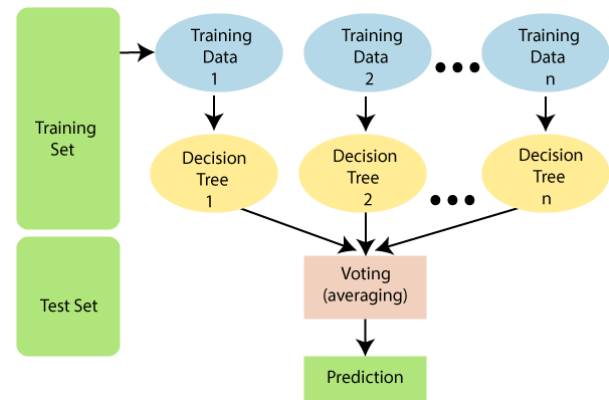 Training
Set
Training
Data
1
Training
Data
2
Training
Data
n
Decision
Tree
1
Decision
Tree
2
Decision
Tree
n
Test Set
Voting
(averaging)
Prediction